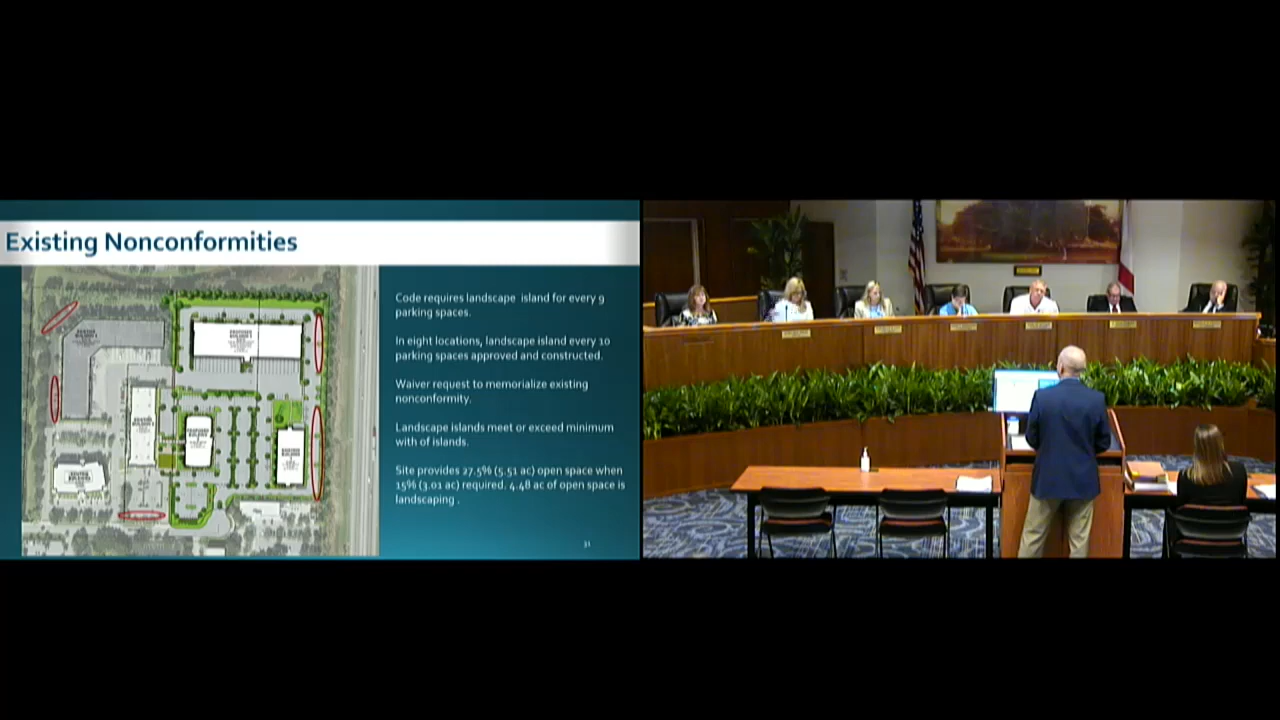 Existing Nonconformities
Code requires landscape island for every 9
parking spaces.
In eight locations, landscape island every 10
parking spaces approved and constructed.
Waiver request to memorialize existing
nonconformity.
Landscape islands meet or exceed minimum
with of islands.
Site provides 27.5% (5.51 ac) open space when
15% (3.01 ac) required. 4.48 ac of open space is
landscaping .
31